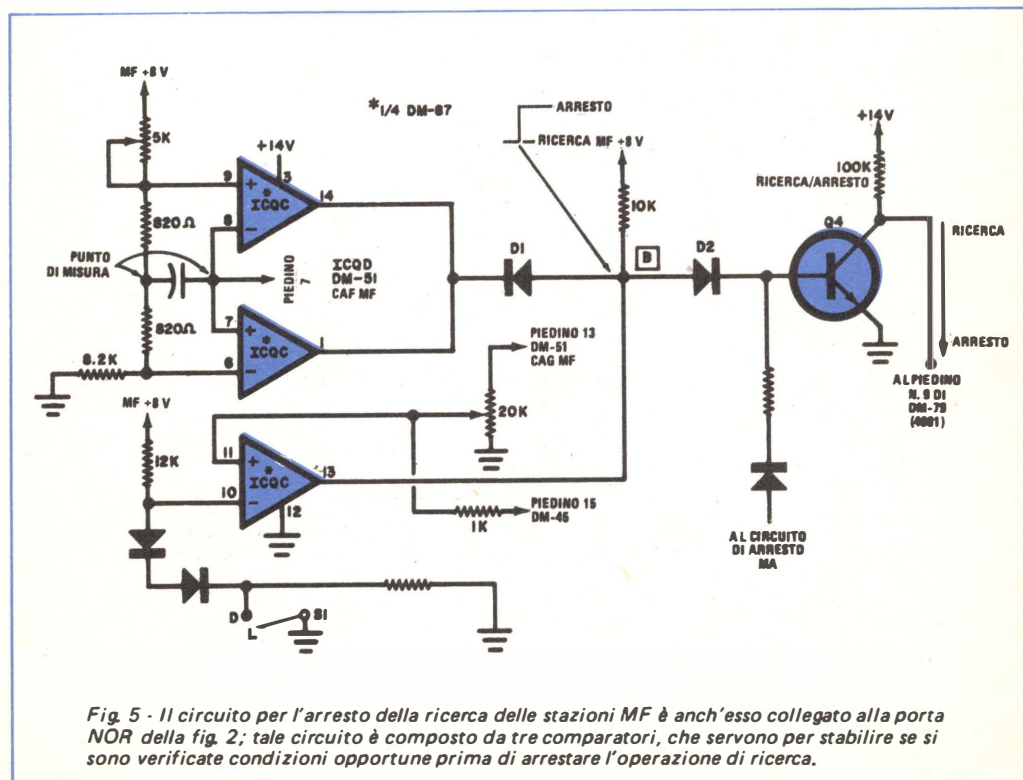 MF +8 V
*1/4 DM-87
ARRESTO
RICERCA MF +8 V
+14V
5K
+14V
100K
RICERCA/ARRESTO
9
+
3
14
*
ICQC
8
-
10K
Q4
RICERCA
820Ω
PUNTO
DI MISURA
PIEDINO
7
ICQD
DM-51
CAF MF
D1
B
D2
820Ω
7
+
*
ICQC
1
6
-
8.2K
PIEDINO 13
DM-51
CAG MF
ARRESTO
AL PIEDINO
N. 9 DI
DM-79
(4001)
MF +8 V
20K
12K
11
+
*
ICQC
13
10
-
12
1K
PIEDINO 15
DM-45
AL CIRCUITO
DI ARRESTO
MA
D
L
S1
Fig. 5 - Il circuito per l'arresto della ricerca delle stazioni MF è anch'esso collegato alla porta
NOR della fig. 2; tale circuito è composto da tre comparatori, che servono per stabilire se si
sono verificate condizioni opportune prima di arrestare l'operazione di ricerca.